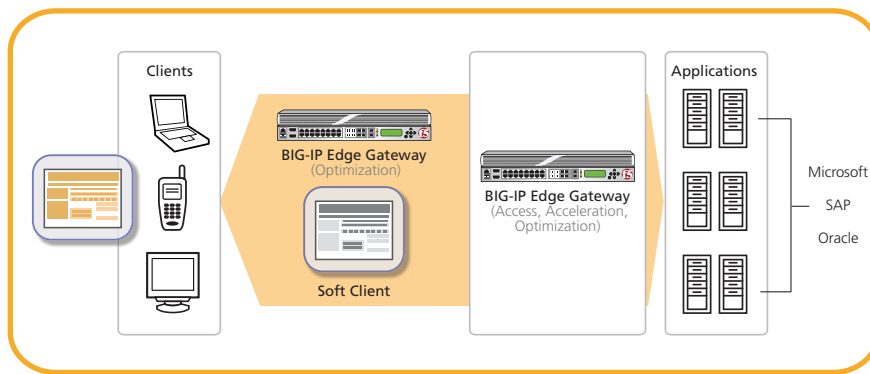 Clients
BIG-IP Edge Gateway
(Optimization)
Soft Client
BIG-IP Edge Gateway
(Access, Acceleration,
Optimization)
Applications
Microsoft
SAP
Oracle